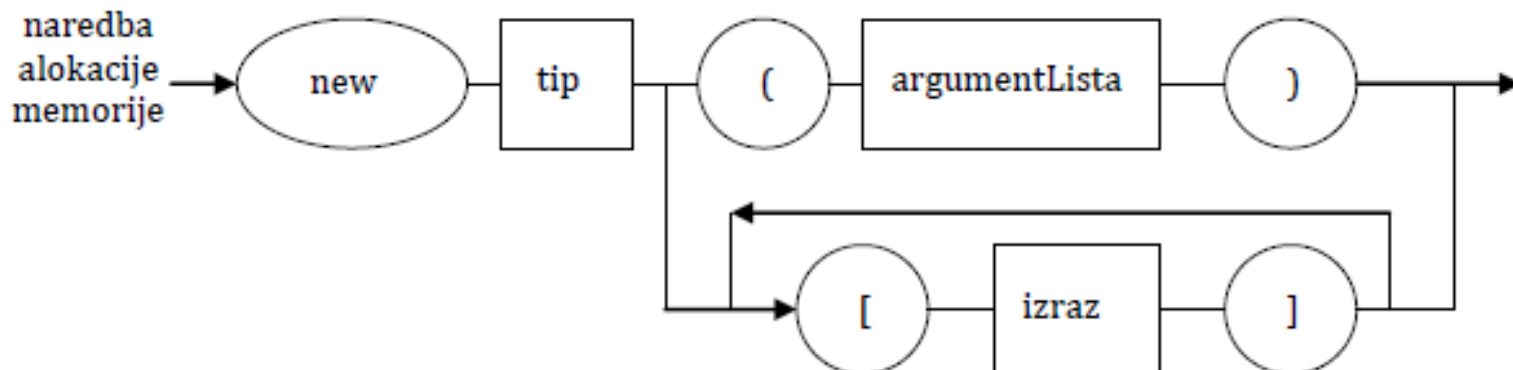 naredba
alokacije
memorije
new tip ( argumentLista )
[ izraz ]